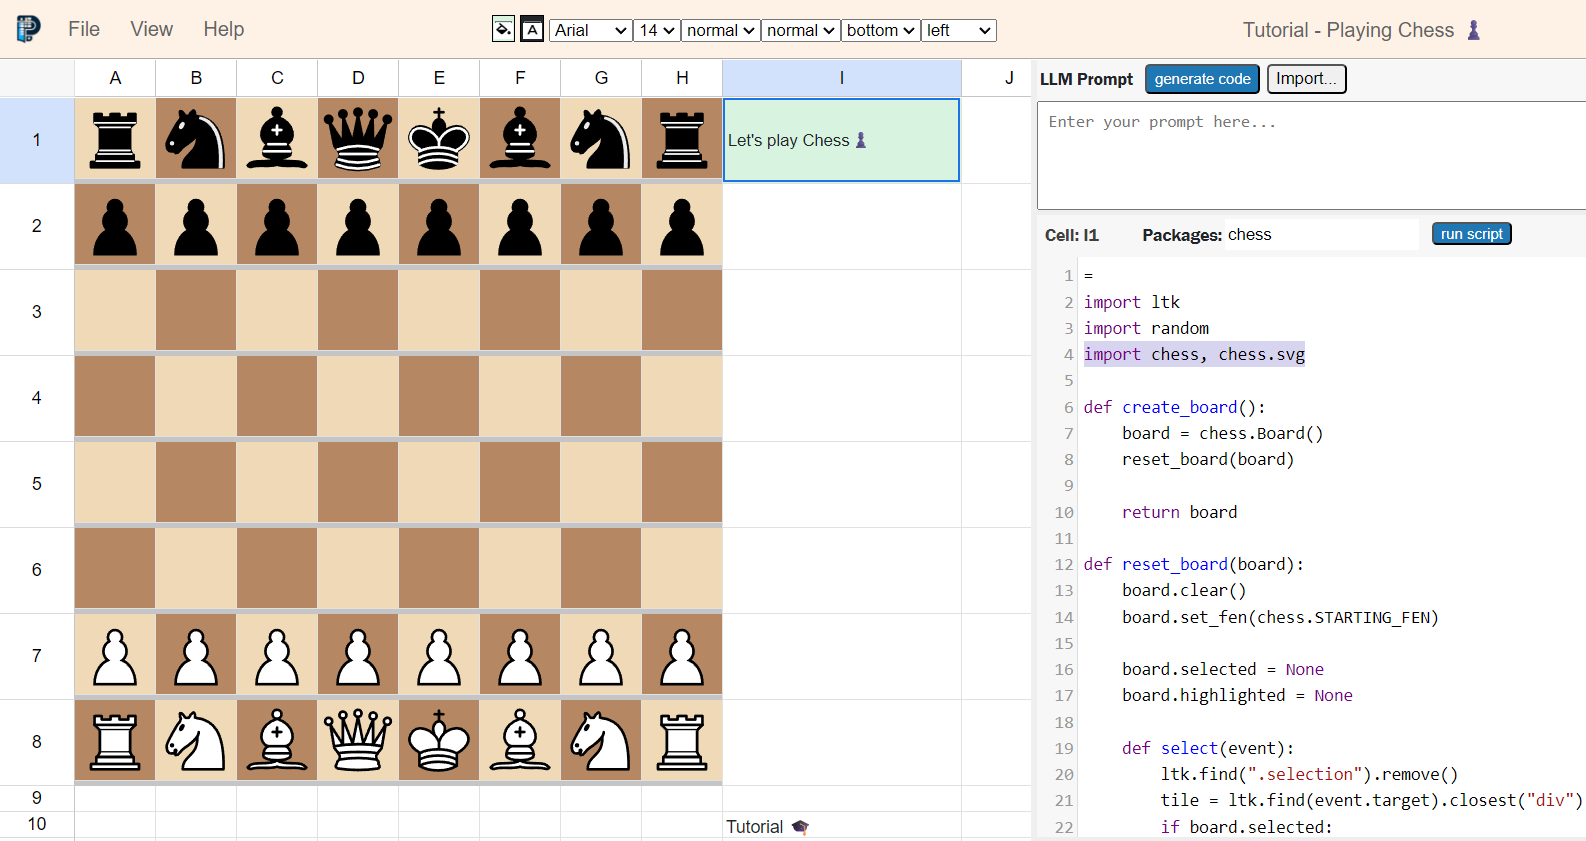 File View Help Arial 14 normal normal bottom left Tutorial - Playing Chess
A B C D E F G H I J
LLM Prompt generate code Import...
Enter your prompt here...
1 Let's play Chess
2
3
4
5
6
7
8
9
10 Tutorial
Cell: I1 Packages: chess run script
1 =
2 import ltk
3 import random
4 import chess, chess.svg
5
6 def create_board():
7 board = chess.Board()
8 reset_board(board)
9
10 return board
11
12 def reset_board(board):
13 board.clear()
14 board.set_fen(chess.STARTING_FEN)
15
16 board.selected = None
17 board.highlighted = None
18
19 def select(event):
20 ltk.find(".selection").remove()
21 tile = ltk.find(event.target).closest("div")
22 if board.selected: